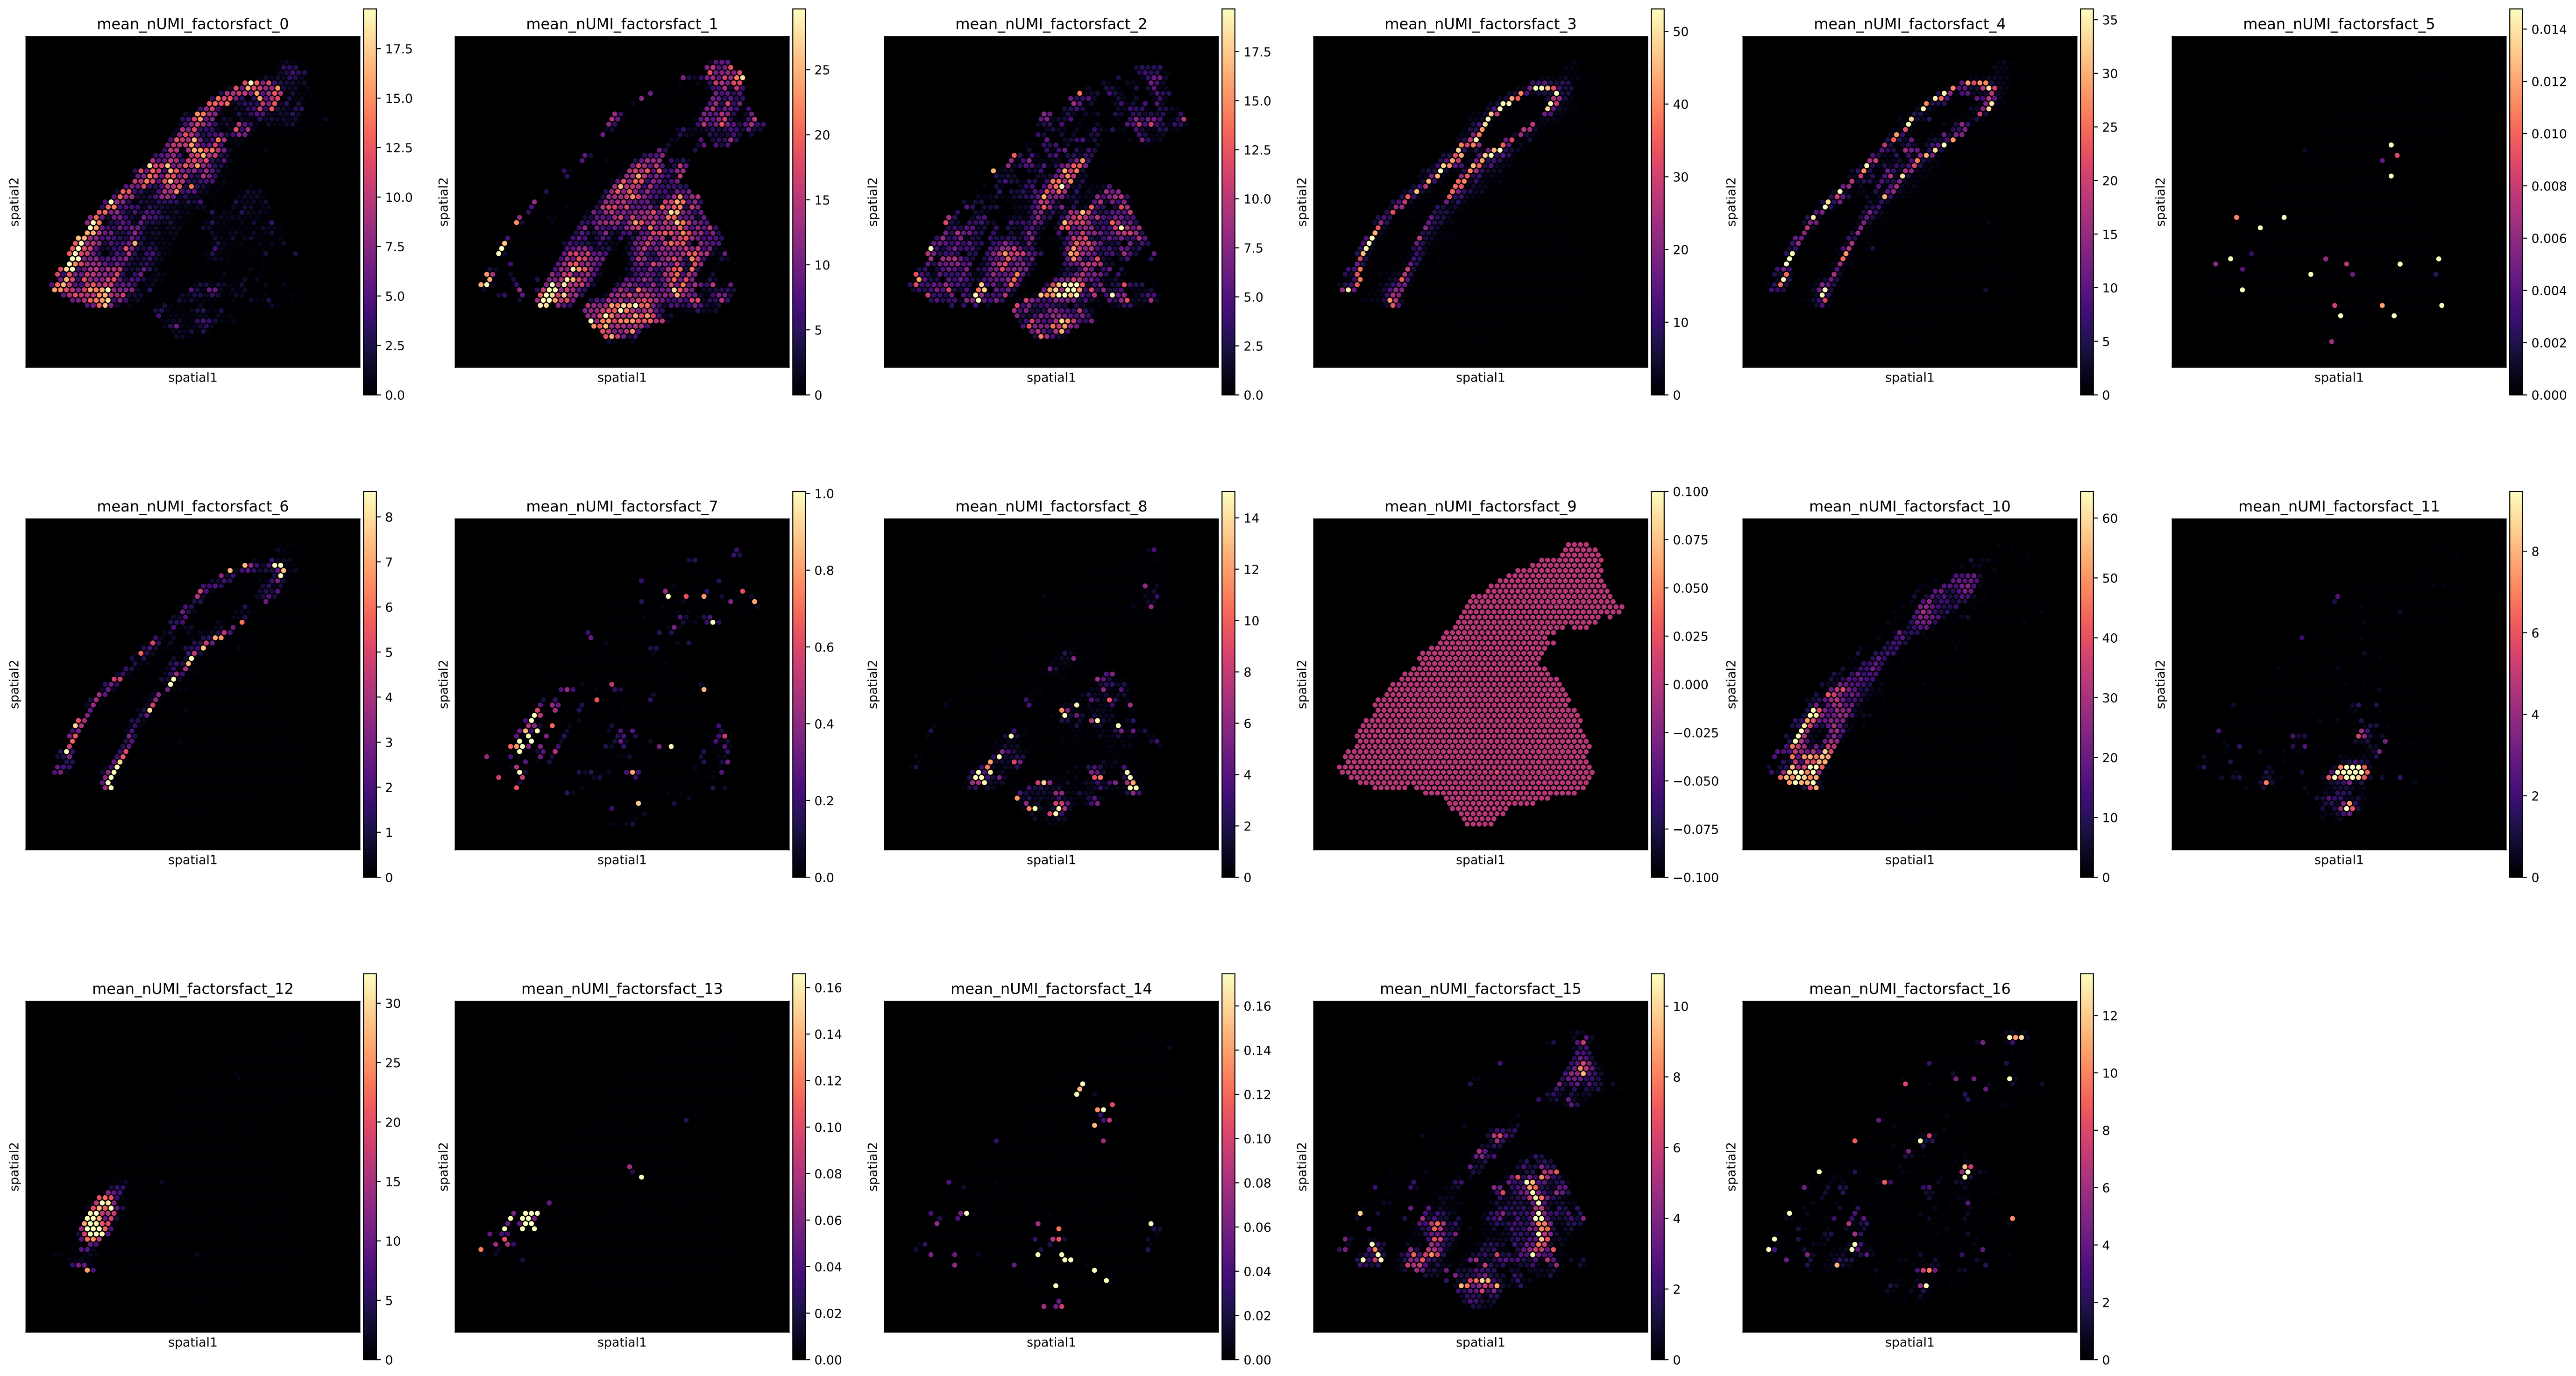 mean_nUMI_factorsfact_0
spatial2
spatial1
17.5
15.0
12.5
10.0
7.5
5.0
2.5
0.0
mean_nUMI_factorsfact_1
spatial2
spatial1
25
20
15
10
5
0
mean_nUMI_factorsfact_2
spatial2
spatial1
17.5
15.0
12.5
10.0
7.5
5.0
2.5
0.0
mean_nUMI_factorsfact_3
spatial2
spatial1
50
40
30
20
10
0
mean_nUMI_factorsfact_4
spatial2
spatial1
35
30
25
20
15
10
5
0
mean_nUMI_factorsfact_5
spatial2
spatial1
0.014
0.012
0.010
0.008
0.006
0.004
0.002
0.000
mean_nUMI_factorsfact_6
spatial2
spatial1
8
7
6
5
4
3
2
1
0
mean_nUMI_factorsfact_7
spatial2
spatial1
1.0
0.8
0.6
0.4
0.2
0.0
mean_nUMI_factorsfact_8
spatial2
spatial1
14
12
10
8
6
4
2
0
mean_nUMI_factorsfact_9
spatial2
spatial1
0.100
0.075
0.050
0.025
0.000
−0.025
−0.050
−0.075
−0.100
mean_nUMI_factorsfact_10
spatial2
spatial1
60
50
40
30
20
10
0
mean_nUMI_factorsfact_11
spatial2
spatial1
8
6
4
2
0
mean_nUMI_factorsfact_12
spatial2
spatial1
30
25
20
15
10
5
0
mean_nUMI_factorsfact_13
spatial2
spatial1
0.16
0.14
0.12
0.10
0.08
0.06
0.04
0.02
0.00
mean_nUMI_factorsfact_14
spatial2
spatial1
0.16
0.14
0.12
0.10
0.08
0.06
0.04
0.02
0.00
mean_nUMI_factorsfact_15
spatial2
spatial1
10
8
6
4
2
0
mean_nUMI_factorsfact_16
spatial2
spatial1
12
10
8
6
4
2
0